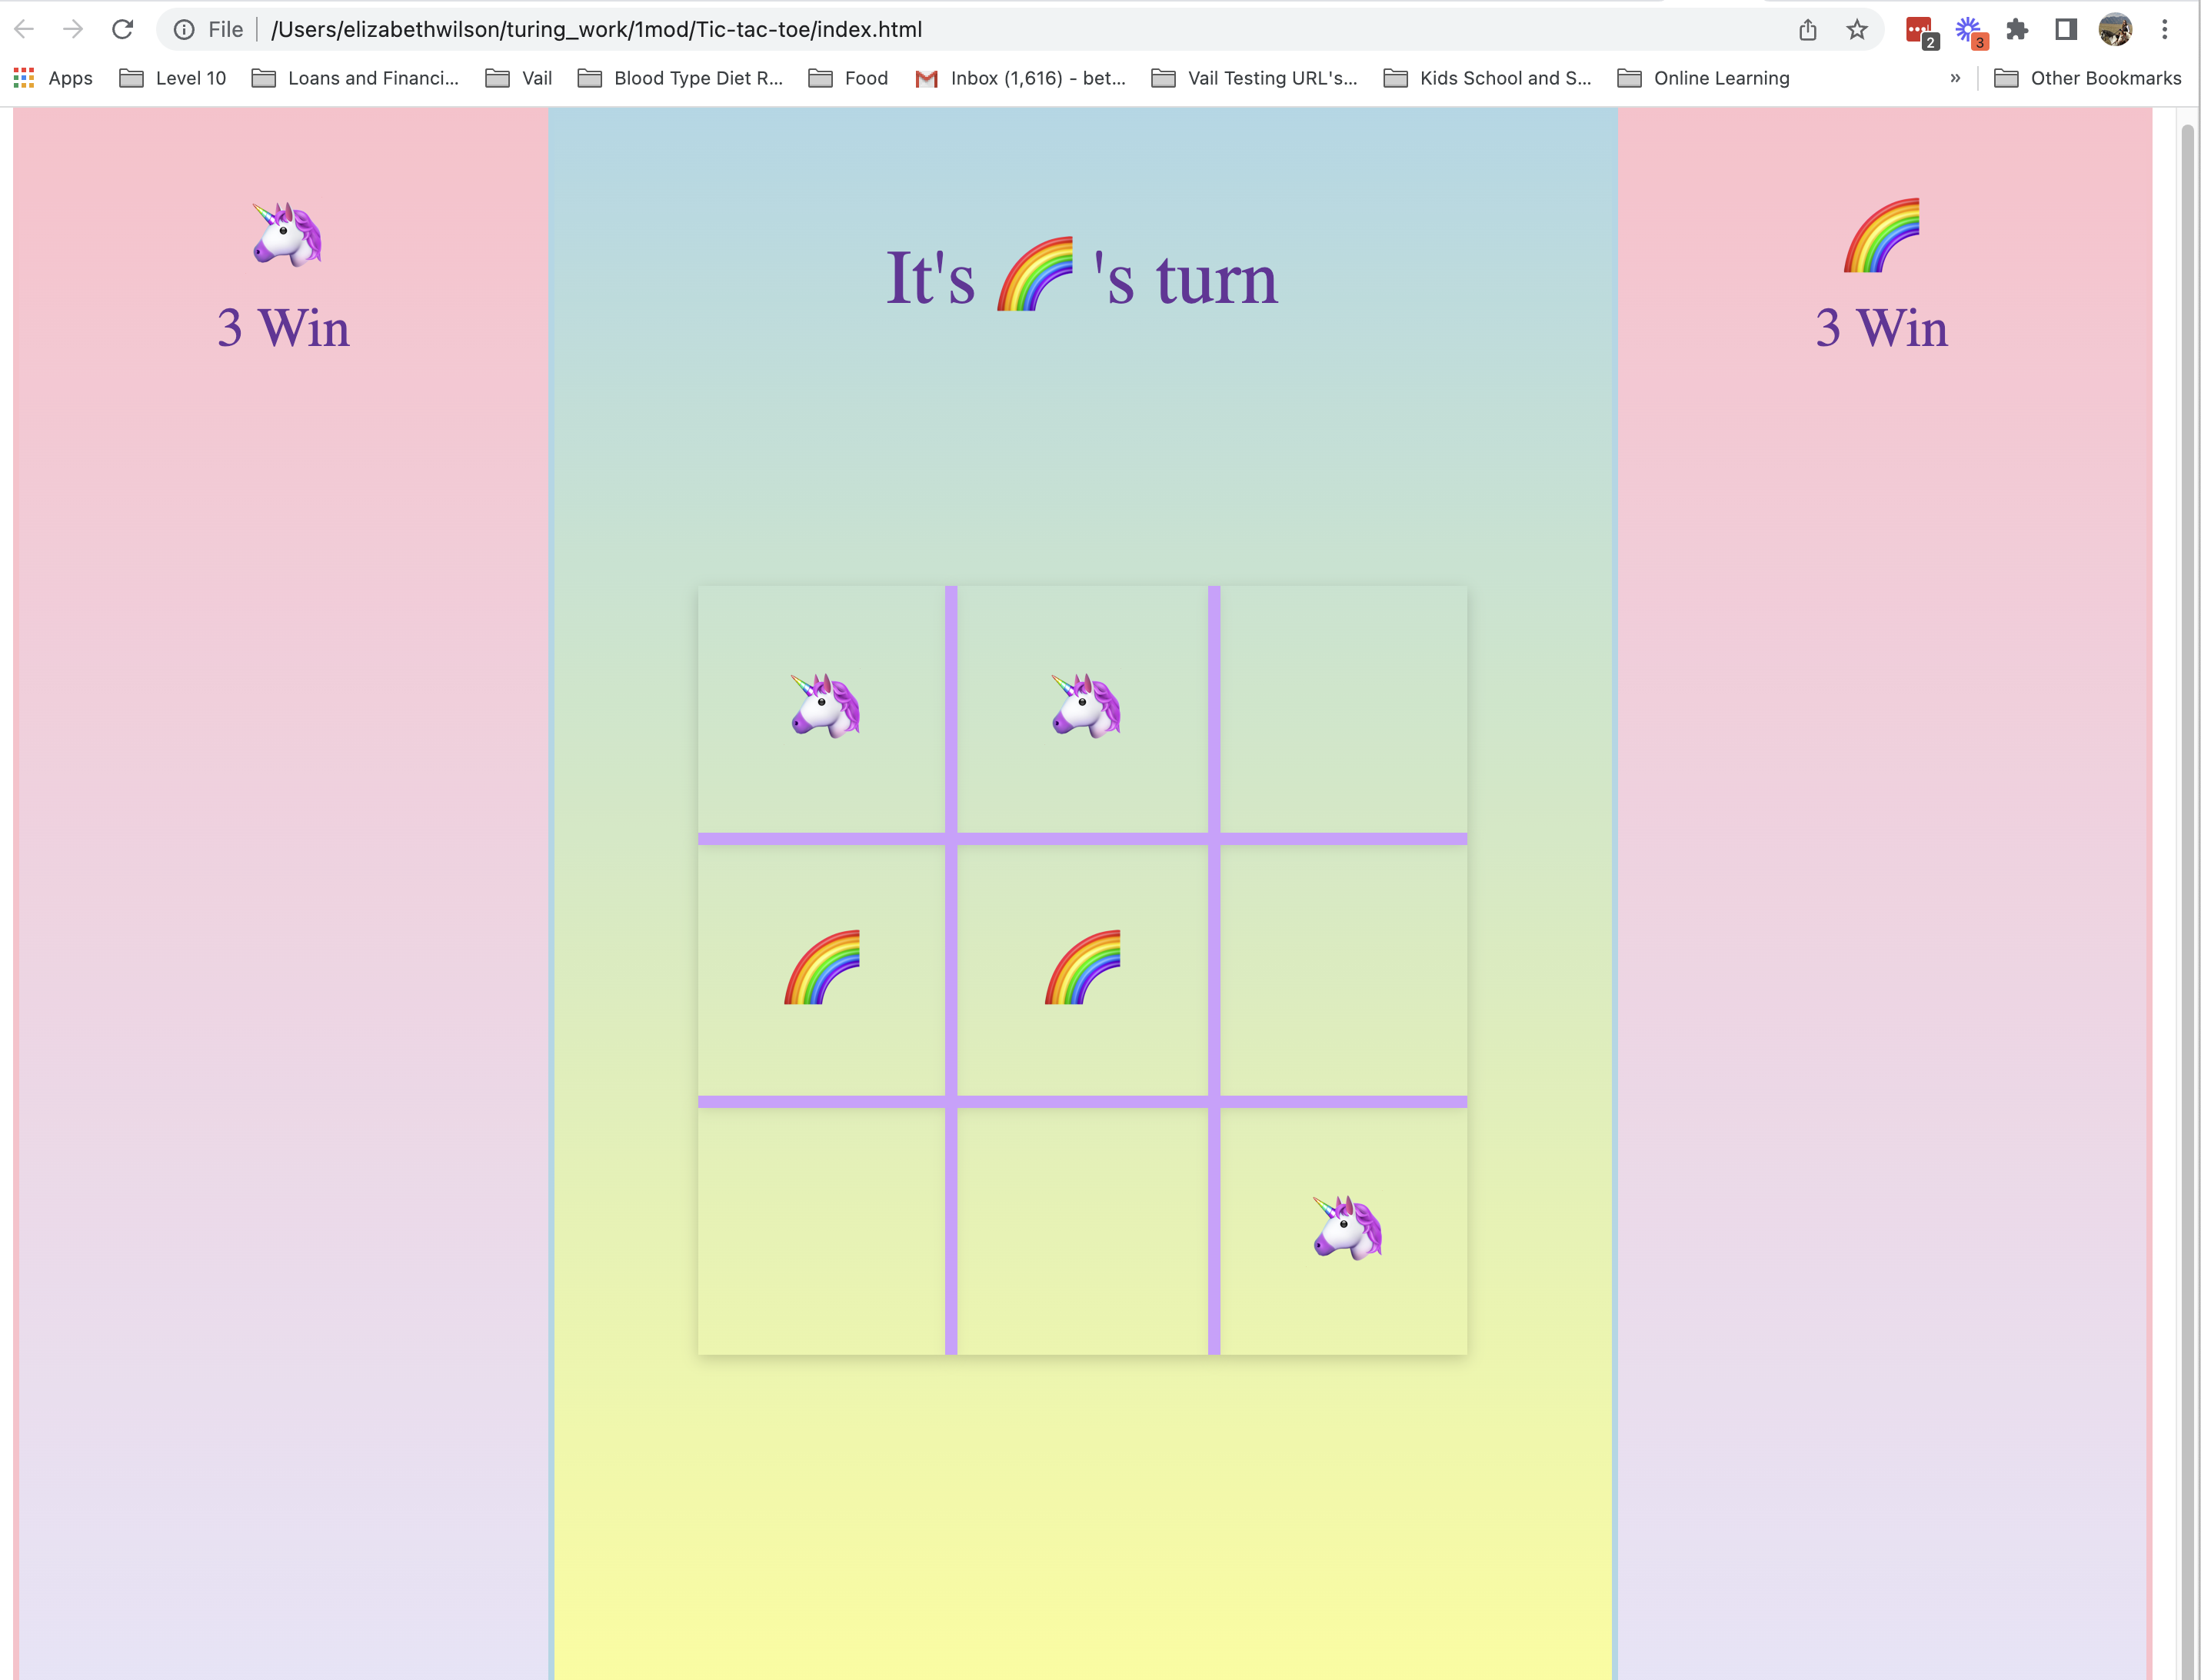 File | /Users/elizabethwilson/turing_work/1mod/Tic-tac-toe/index.html
2
3
Apps Level 10 Loans and Financi... Vail Blood Type Diet R... Food Inbox (1,616) - bet... Vail Testing URL's... Kids School and S... Online Learning » Other Bookmarks
It's 🌈 's turn
3 Win
3 Win